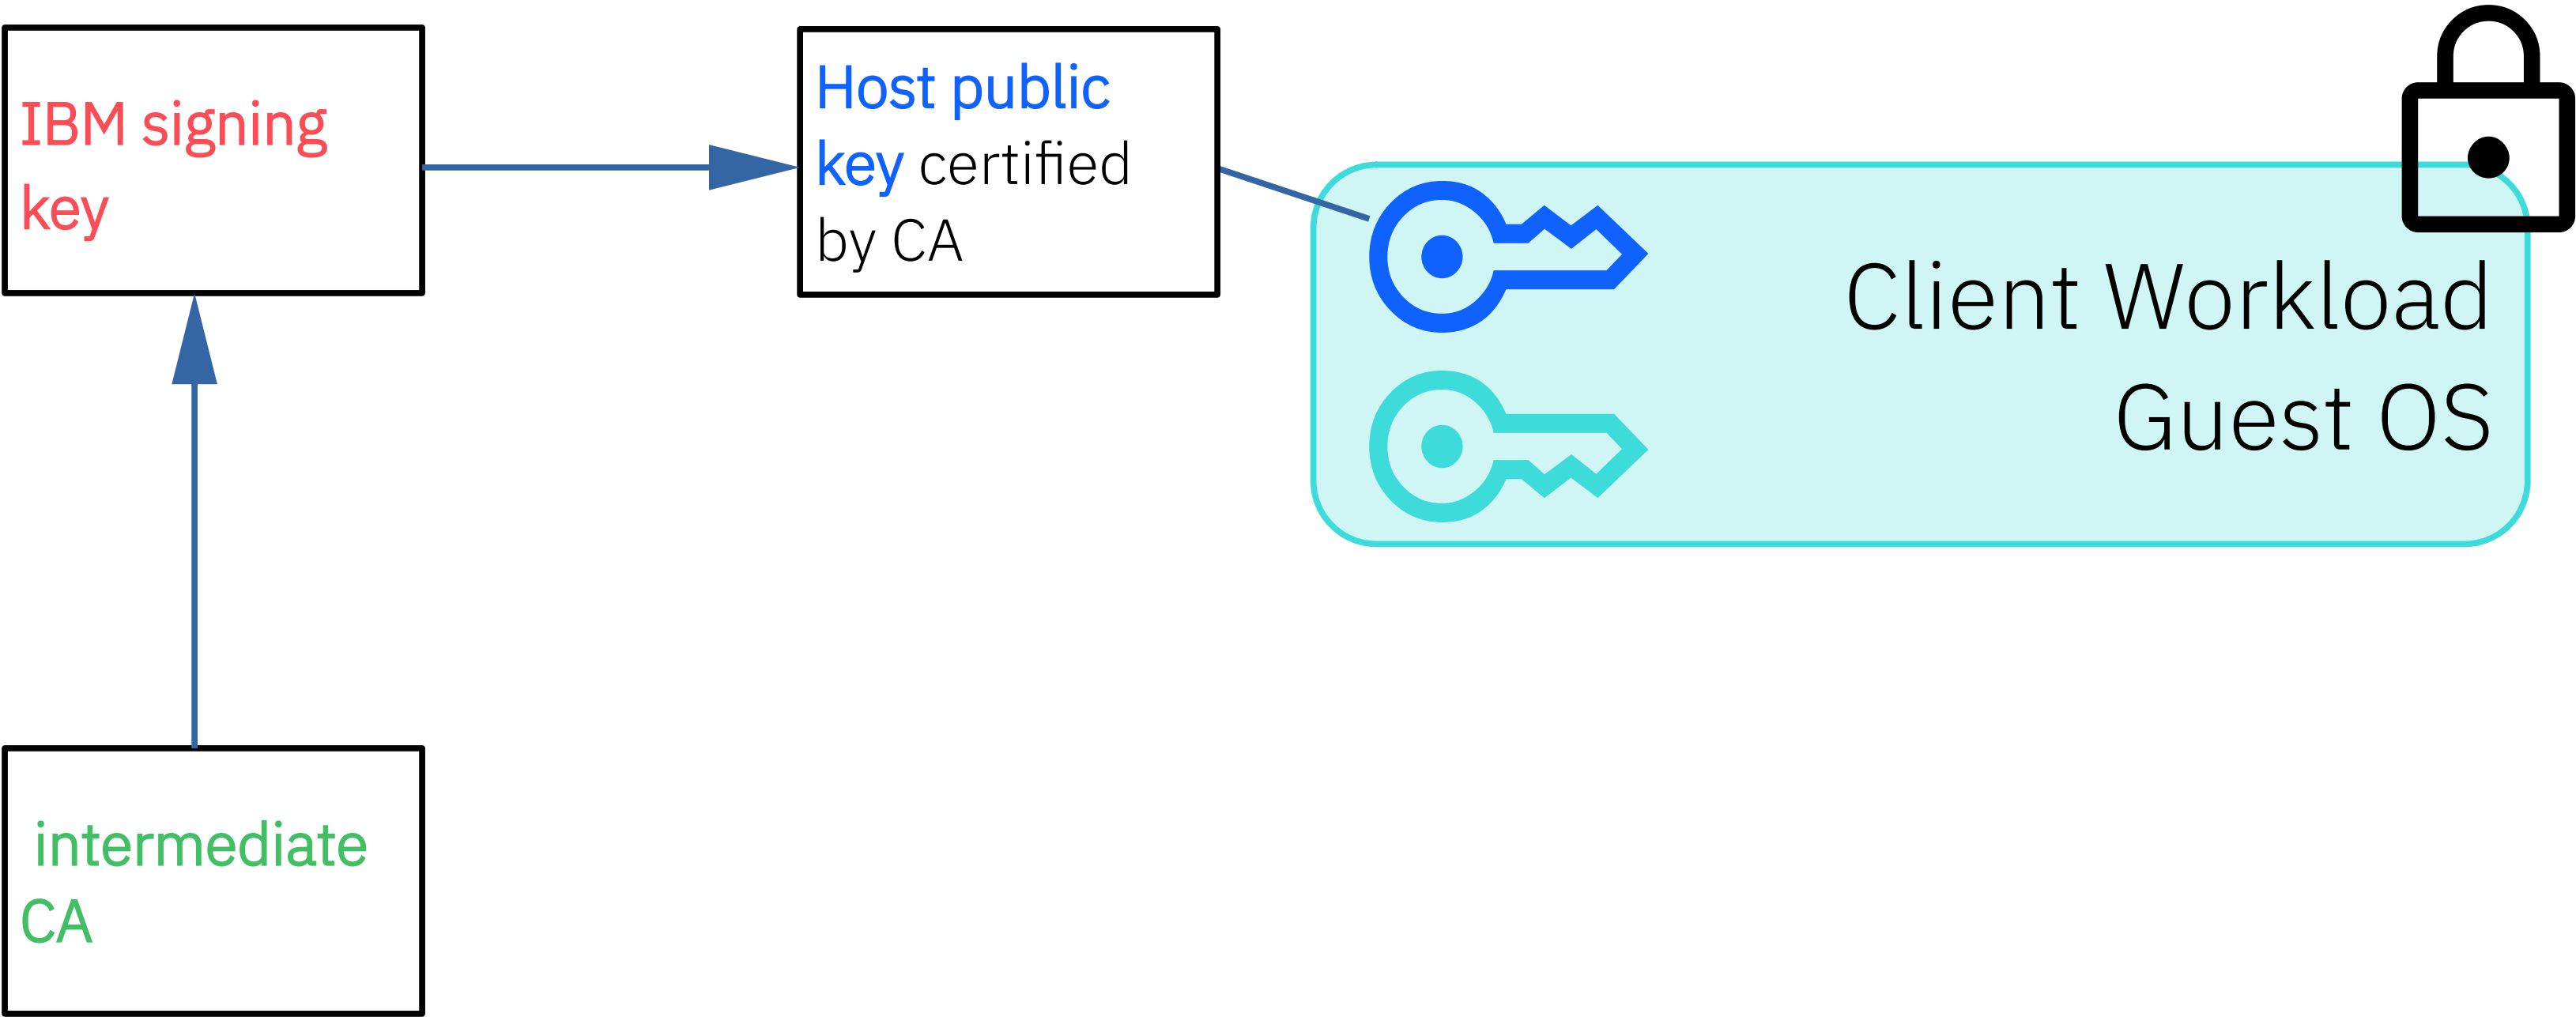 IBM signing
key
Host public
key certified
by CA
Client Workload
Guest OS
intermediate
CA